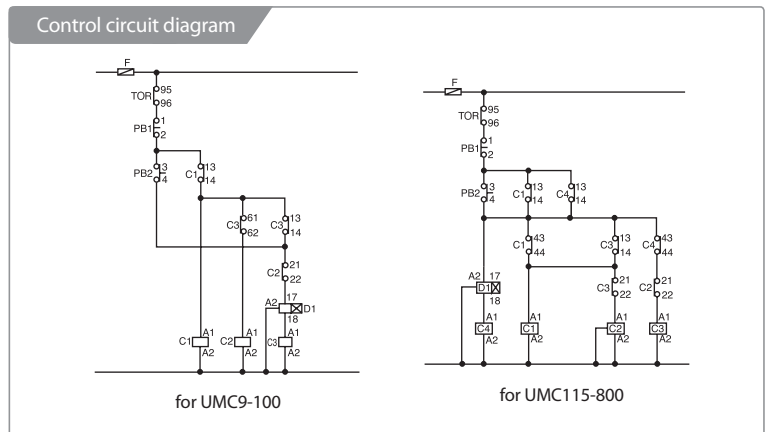 Control circuit diagram
F
TOR 95
96
PB1 1
2
PB2 3
4
C1 13
14
C3 61
62
C3 13
14
C2 21
22
A2 17
D1
18
C1 A1
A2
C2 A1
A2
C3 A1
A2
for UMC9-100
F
TOR 95
96
PB1 1
2
PB2 3
4
C1 13
14
C4 13
14
C1 43
44
C3 13
14
C4 43
44
A2 17
D1
18
C3 21
22
C2 21
22
C4 A1
A2
C1 A1
A2
C2 A1
A2
C3 A1
A2
for UMC115-800